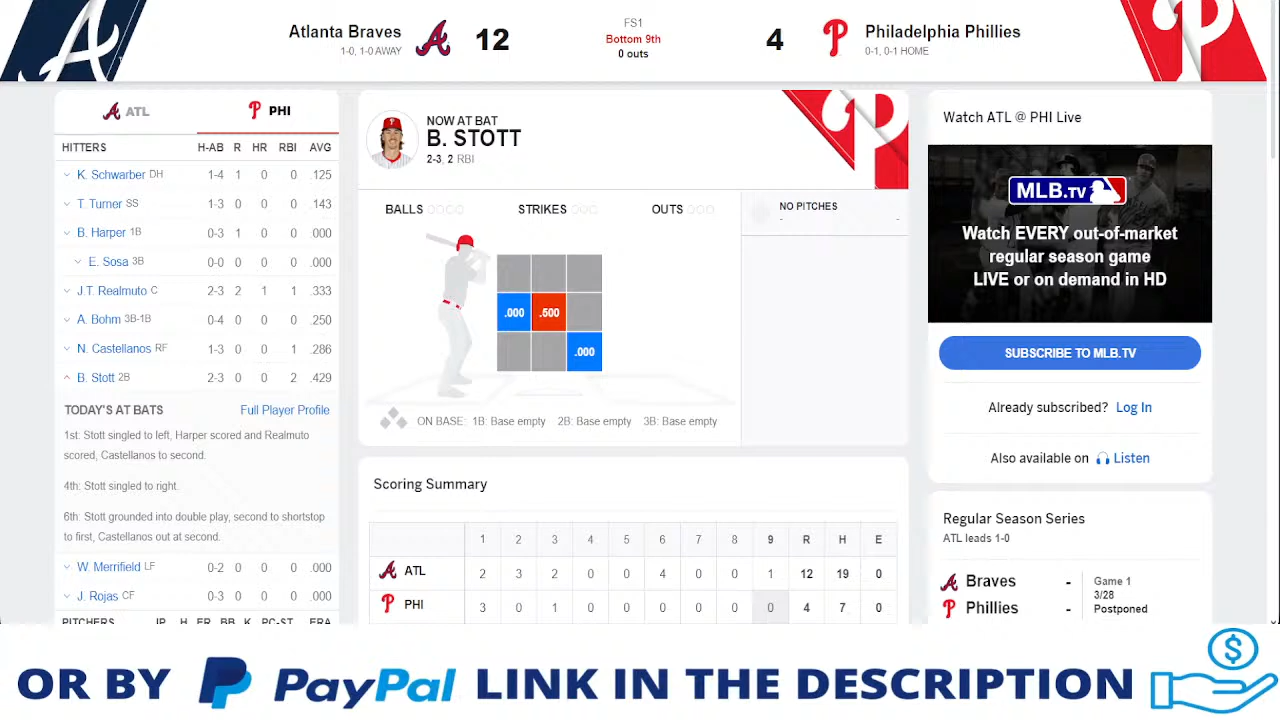 Atlanta Braves
1-0, 1-0 AWAY
12
FS1
Bottom 9th
0 outs
4
Philadelphia Phillies
0-1, 0-1 HOME
ATL
PHI
HITTERS H-AB R HR RBI AVG
K. Schwarber DH 1-4 1 0 0 .125
T. Turner SS 1-3 0 0 0 .143
B. Harper 1B 0-3 1 0 0 .000
E. Sosa 3B 0-0 0 0 0 .000
J.T. Realmuto C 2-3 2 1 1 .333
A. Bohm 3B-1B 0-4 0 0 0 .250
N. Castellanos RF 1-3 0 0 1 .286
B. Stott 2B 2-3 0 0 2 .429
TODAY'S AT BATS Full Player Profile
1st: Stott singled to left, Harper scored and Realmuto
scored, Castellanos to second.
4th: Stott singled to right.
6th: Stott grounded into double play, second to shortstop
to first, Castellanos out at second.
W. Merrifield LF 0-2 0 0 0 .000
J. Rojas CF 0-3 0 0 0 .000
PITCHERS IP H ER BB K PC-ST ERA
NOW AT BAT
B. STOTT
2-3, 2 RBI
BALLS STRIKES OUTS
.000 .500
.000
NO PITCHES
- -
ON BASE: 1B: Base empty 2B: Base empty 3B: Base empty
Scoring Summary
1 2 3 4 5 6 7 8 9 R H E
ATL 2 3 2 0 0 4 0 0 1 12 19 0
PHI 3 0 1 0 0 0 0 0 0 4 7 0
Watch ATL @ PHI Live
MLB.TV
Watch EVERY out-of-market
regular season game
LIVE or on demand in HD
SUBSCRIBE TO MLB.TV
Already subscribed? Log In
Also available on Listen
Regular Season Series
ATL leads 1-0
Braves -
Phillies -
Game 1
3/28
Postponed
OR BY PayPal LINK IN THE DESCRIPTION